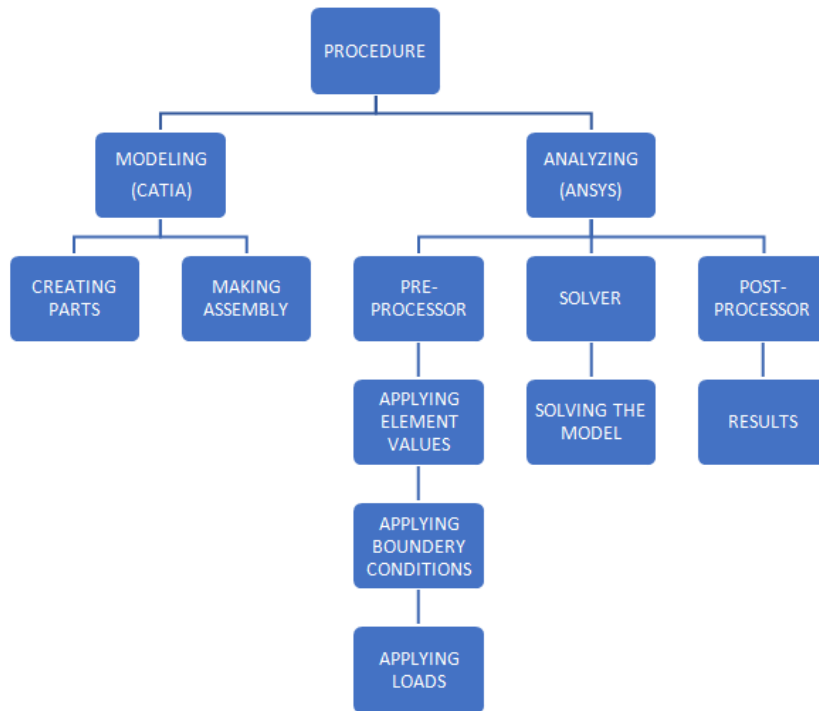 PROCEDURE
MODELING
(CATIA)
ANALYZING
(ANSYS)
CREATING
PARTS
MAKING
ASSEMBLY
PRE-
PROCESSOR
SOLVER
POST-
PROCESSOR
APPLYING
ELEMENT
VALUES
SOLVING THE
MODEL
RESULTS
APPLYING
BOUNDERY
CONDITIONS
APPLYING
LOADS